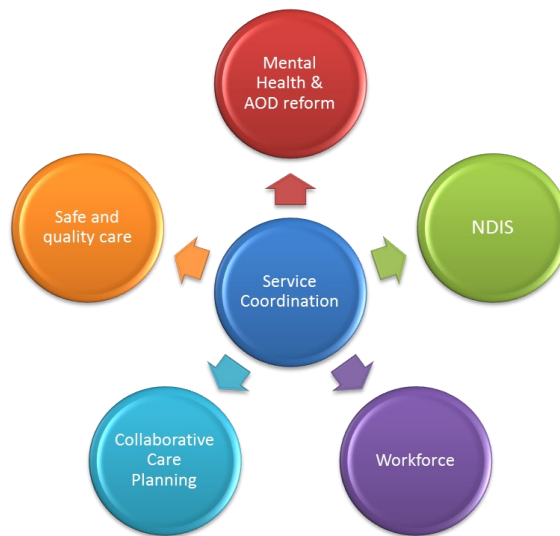 Mental
Health &
AOD reform
Safe and
quality care
NDIS
Service
Coordination
Collaborative
Care
Planning
Workforce